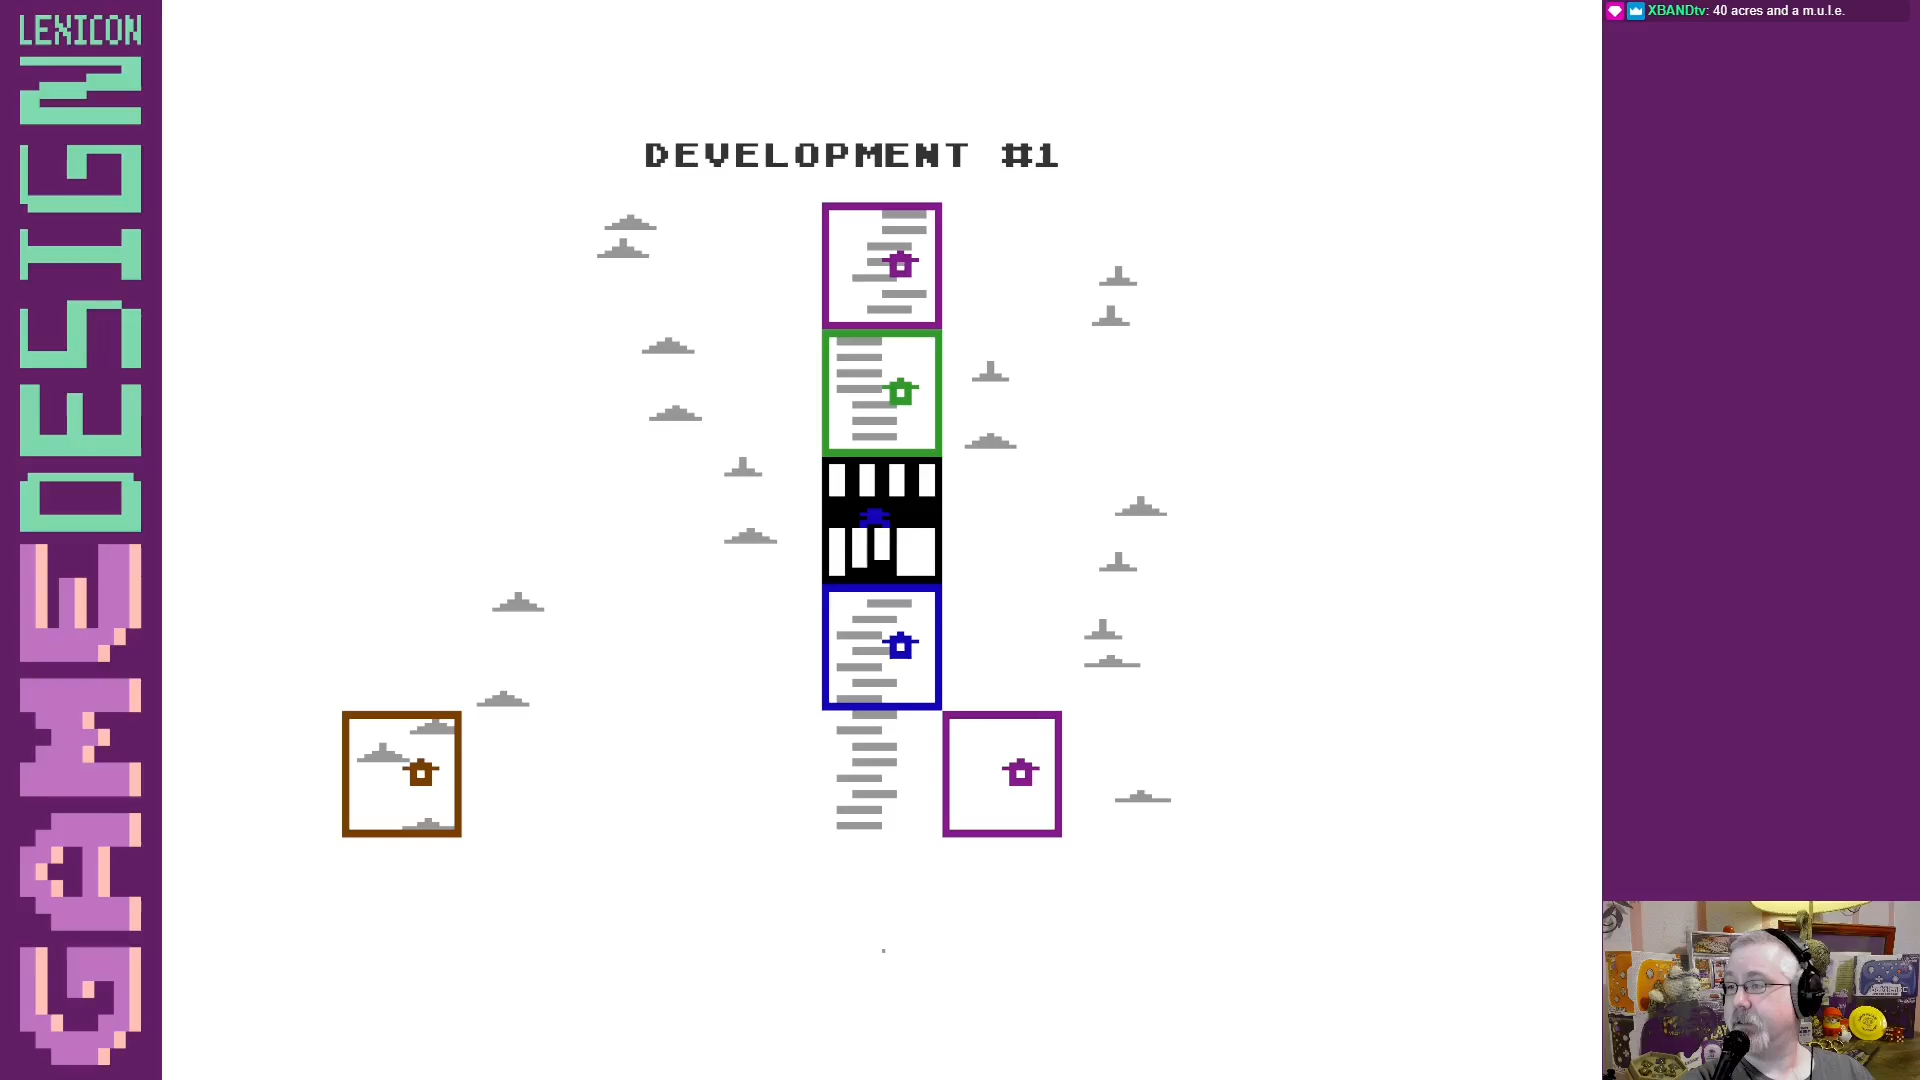 LEXICON
GAME DESIGN
DEVELOPMENT #1
XBANDtv: 40 acres and a m.u.l.e.